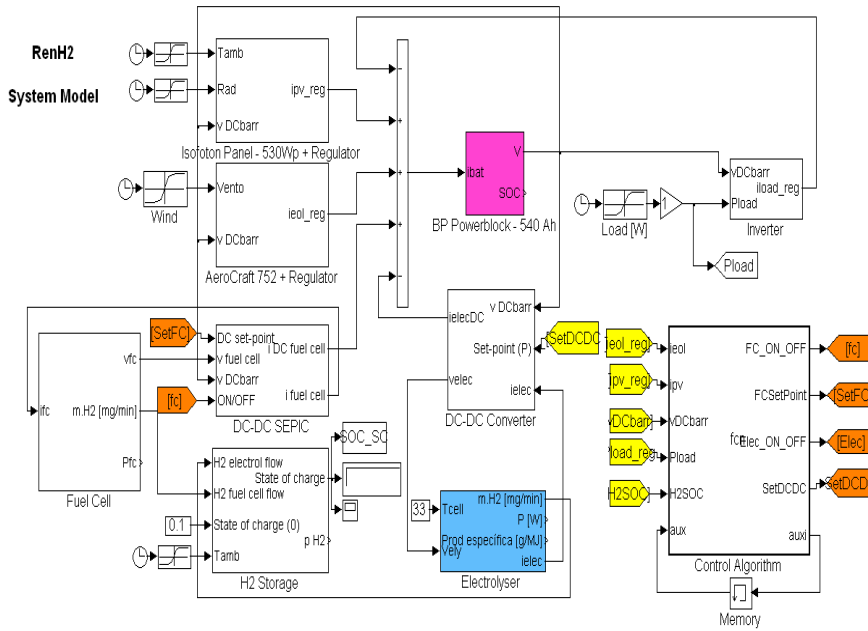 RenH2
System Model
Tamb
Rad
v DCbarr
ipv_reg
Isofoton Panel - 530Wp + Regulator
Wind
Vento
v DCbarr
ieol_reg
AeroCraft 752 + Regulator
ibat
V
SOC
BP Powerblock - 540 Ah
Load [W]
1
vDCbarr
Pload
iload_reg
Inverter
Pload
ifc
vfc
m.H2 [mg/min]
Pfc
Fuel Cell
[SetFC]
[fc]
DC set-point
v fuel cell
v DCbarr
ON/OFF
i DC fuel cell
i fuel cell
DC-DC SEPIC
ielecDC
velec
v DCbarr
Set-point (P)
ielec
DC-DC Converter
[SetDCDC
SOC_SC
H2 electrol flow
H2 fuel cell flow
State of charge (0)
Tamb
State of charge
p H2
H2 Storage
0.1
33
Tcell
Vely
m.H2 [mg/min]
P [W]
Prod específica [g/MJ]
ielec
Electrolyser
ieol_reg]
ipv_reg]
vDCbarr]
load_reg
H2SOC]
ieol
ipv
vDCbarr
Pload
H2SOC
aux
fcn
FC_ON_OFF
FCSetPoint
Elec_ON_OFF
SetDCDC
auxi
Control Algorithm
[fc]
[SetFC
[Elec]
SetDCD
Memory